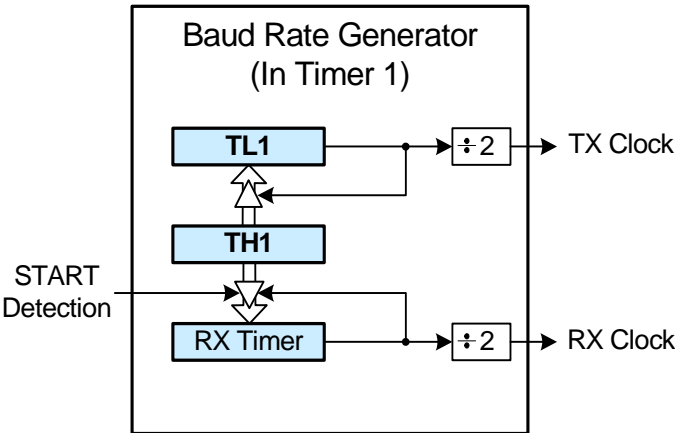 Baud Rate Generator
(In Timer 1)
TL1
÷2
TX Clock
TH1
START
Detection
RX Timer
÷2
RX Clock